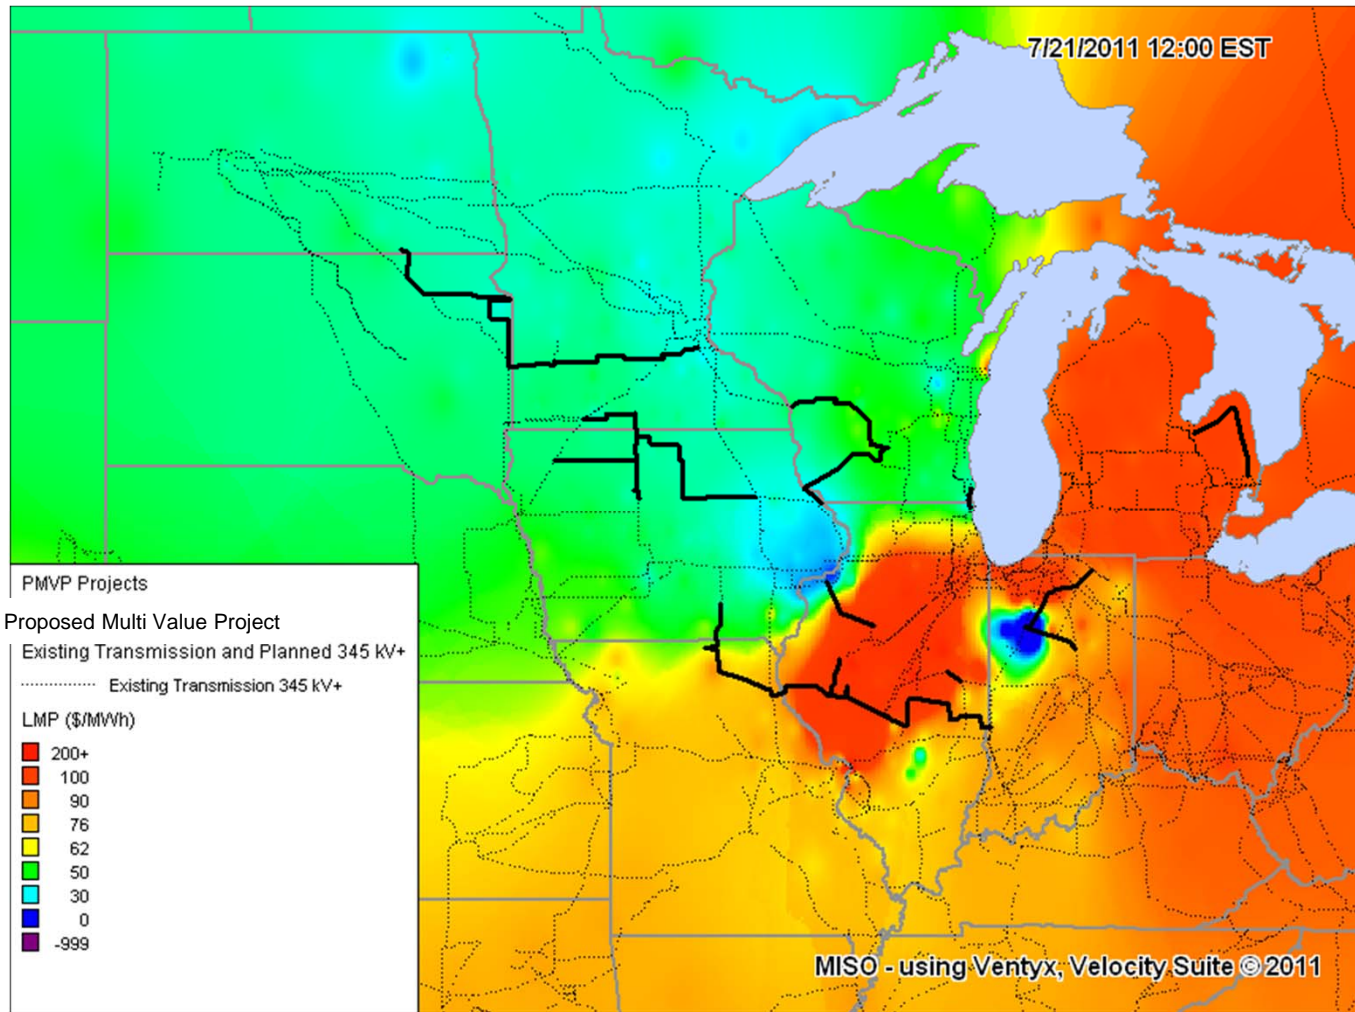 7/21/2011 12:00 EST
PMVP Projects
Proposed Multi Value Project
Existing Transmission and Planned 345 kV+
Existing Transmission 345 kV+
LMP ($/MWh)
200+
100
90
76
62
50
30
0
-999
MISO - using Ventyx, Velocity Suite © 2011